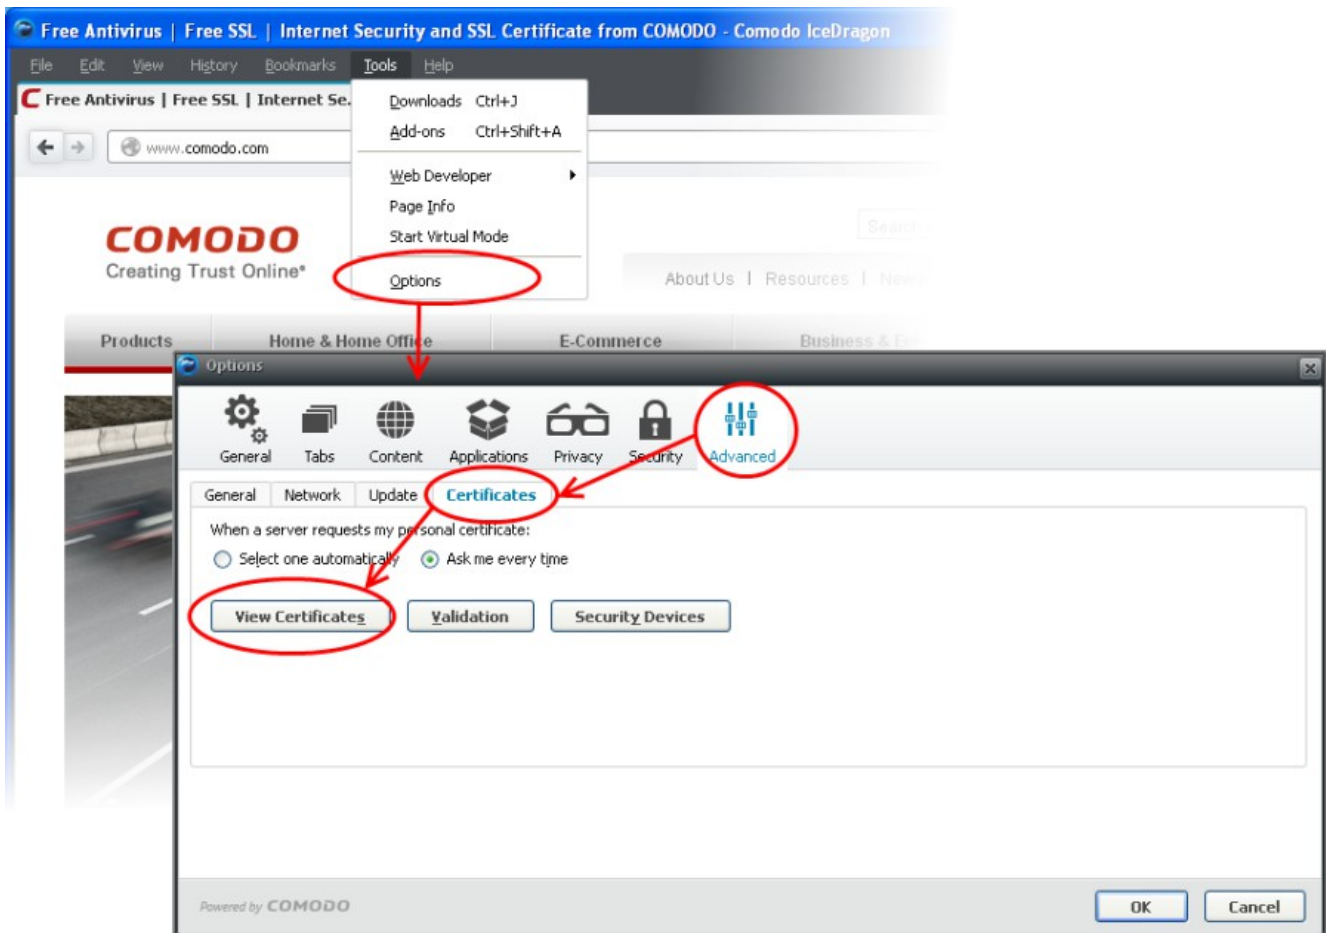 Free Antivirus | Free SSL | Internet Security and SSL Certificate from COMODO - Comodo IceDragon
File Edit View History Bookmarks Tools Help
C Free Antivirus | Free SSL | Internet Se.
Downloads Ctrl+J
Add-ons Ctrl+Shift+A
www.comodo.com
Web Developer
Page Info
Start Virtual Mode
Options
COMODO
Creating Trust Online®
Search
About Us | Resources | News
Products Home & Home Office E-Commerce Business &
Options
General Tabs Content Applications Privacy Security Advanced
General Network Update Certificates
When a server requests my personal certificate:
Select one automatically Ask me every time
View Certificates Validation Security Devices
Powered by COMODO
OK Cancel